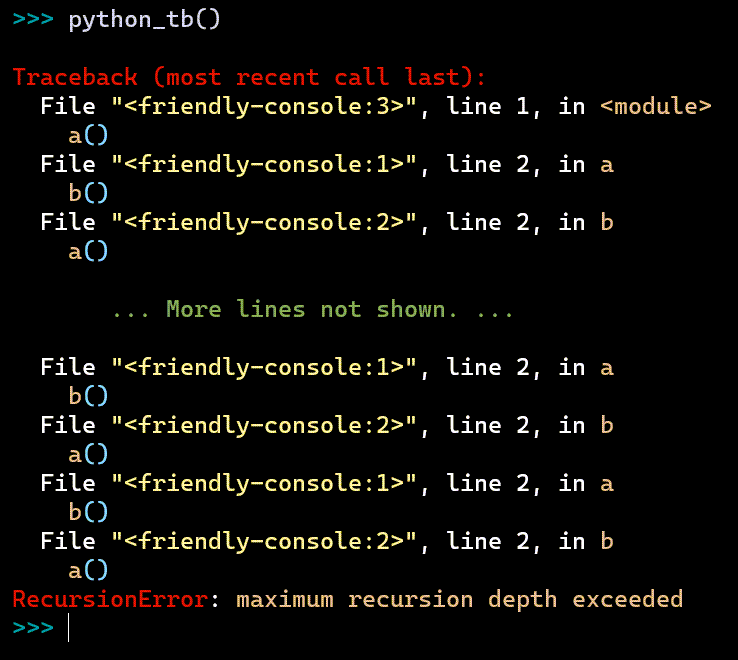 >>> python_tb()
Traceback (most recent call last):
  File "<friendly-console:3>", line 1, in <module>
    a()
  File "<friendly-console:1>", line 2, in a
    b()
  File "<friendly-console:2>", line 2, in b
    a()
       ... More lines not shown. ...
  File "<friendly-console:1>", line 2, in a
    b()
  File "<friendly-console:2>", line 2, in b
    a()
  File "<friendly-console:1>", line 2, in a
    b()
  File "<friendly-console:2>", line 2, in b
    a()
RecursionError: maximum recursion depth exceeded
>>>